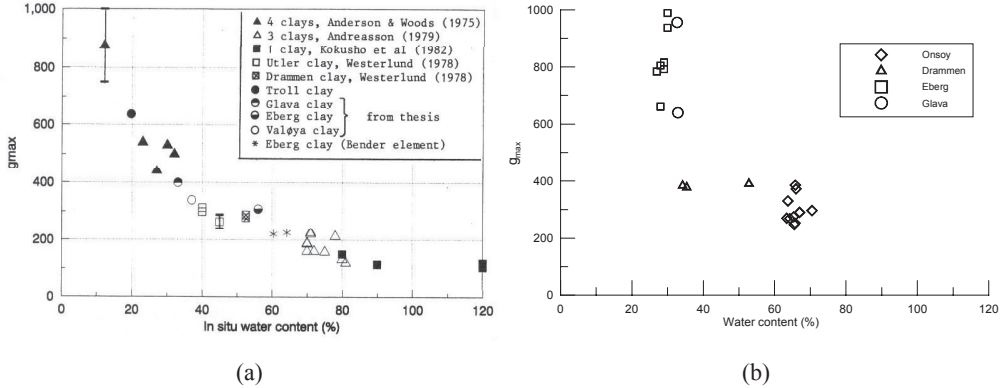 1,000
800
600
400
200
0
gmax
0 20 40 60 80 100 120
In situ water content (%)
4 clays, Anderson & Woods (1975)
3 clays, Andreasson (1979)
1 clay, Kokusho et al (1982)
Utler clay, Westerlund (1978)
Drammen clay, Westerlund (1978)
Troll clay
Glava clay
Eberg clay
Valøya clay
from thesis
Eberg clay (Bender element)
(a)
1000
800
600
400
200
0
gmax
0 20 40 60 80 100 120
Water content (%)
Onsoy
Drammen
Eberg
Glava
(b)